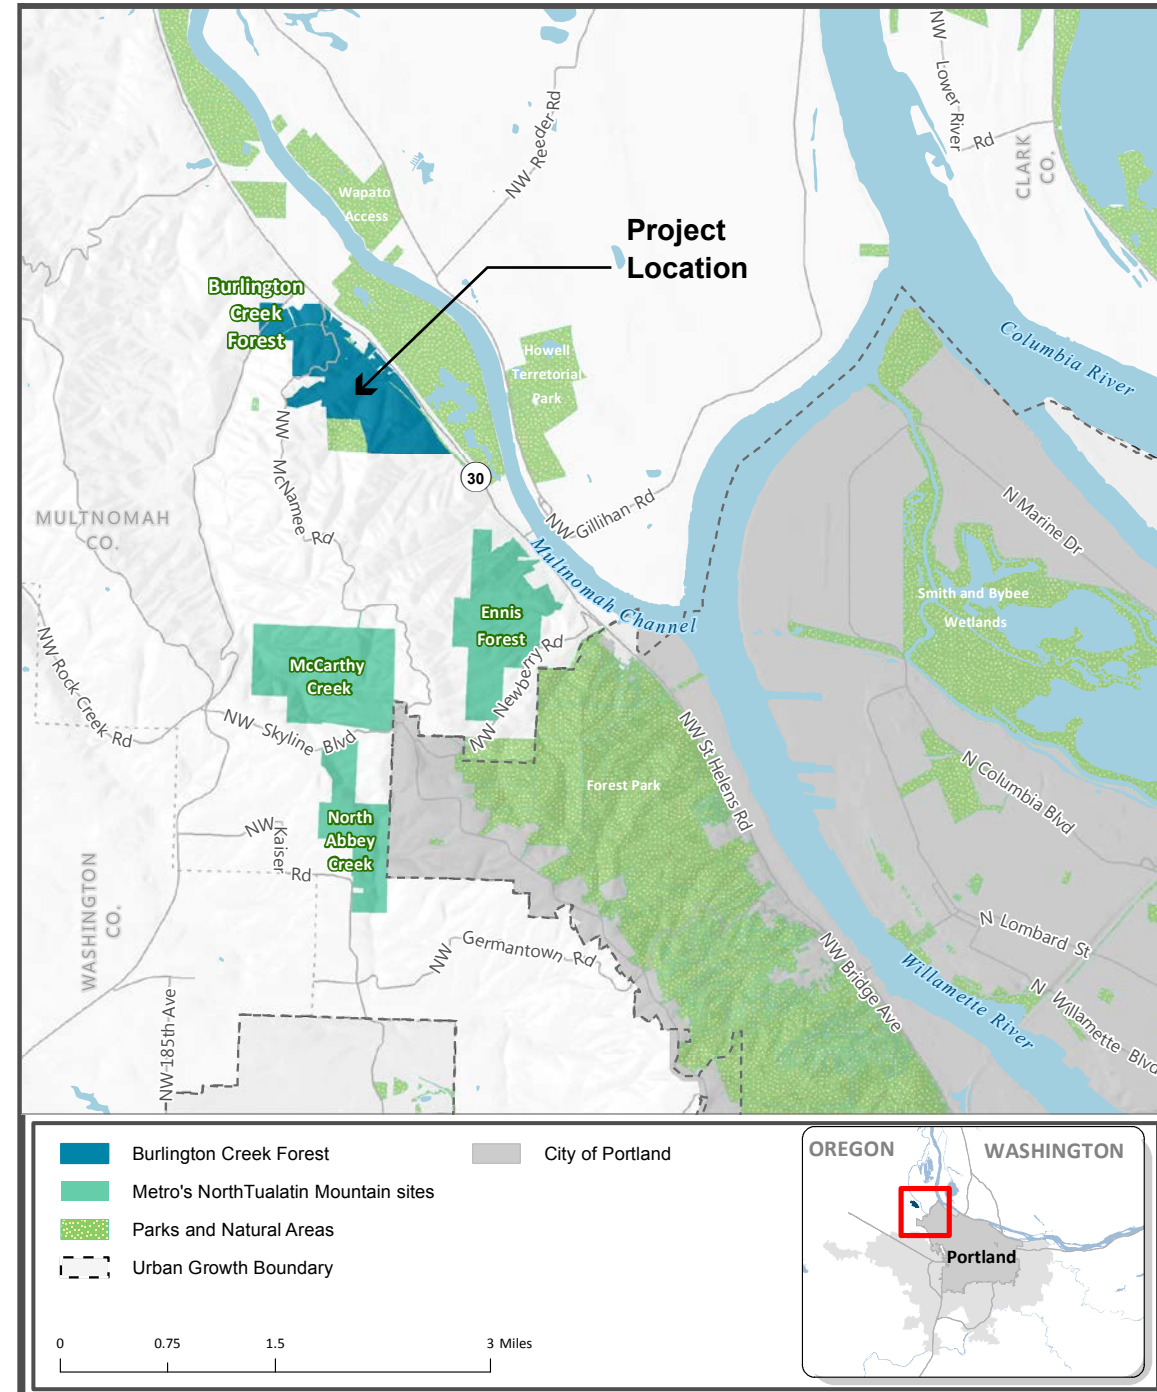 NW Lower River Rd
CLARK
CO.
NW Reeder Rd
Wapato
Access
Project
Location
Burlington
Creek
Forest
Columbia River
Howell
Terretorial
Park
30
NW McNamee Rd
NW Gillihan Rd
N Marine Dr
MULTNOMAH
CO.
Multnomah Channel
Smith and Bybee
Wetlands
Ennis
Forest
NW Newberry Rd
McCarthy
Creek
NW Rock Creek Rd
NW Skyline Blvd
NW St Helens Rd
N Columbia Blvd
Forest Park
North
Abbey
Creek
NW Kaiser Rd
WASHINGTON
CO.
NW Germantown Rd
NW Bridge Ave
N Lombard St
Willamette River
N Willamette Blvd
NW 185th Ave
Burlington Creek Forest
Metro's NorthTualatin Mountain sites
Parks and Natural Areas
Urban Growth Boundary
City of Portland
0 0.75 1.5 3 Miles
OREGON WASHINGTON
Portland